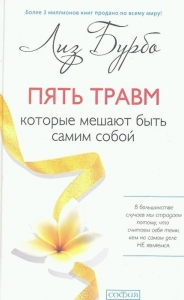 Более 3 миллионов книг продано по всему миру!
Лиз Бурбо
ПЯТЬ ТРАВМ
которые мешают быть
самим собой
В большинстве
случаев мы страдаем
потому, что
считаем себя теми,
кем на самом деле
НЕ являемся.
СОФИЯ